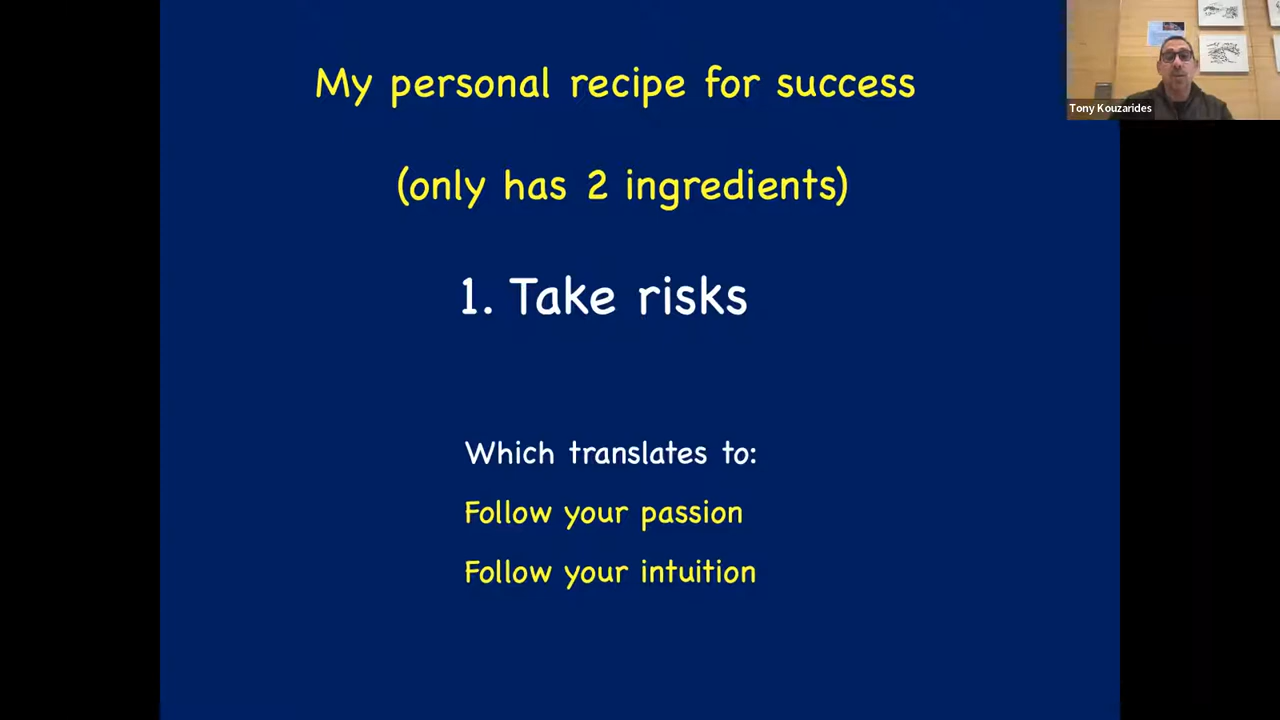 My personal recipe for success
(only has 2 ingredients)
1. Take risks
Which translates to:
Follow your passion
Follow your intuition
Tony Kouzarides